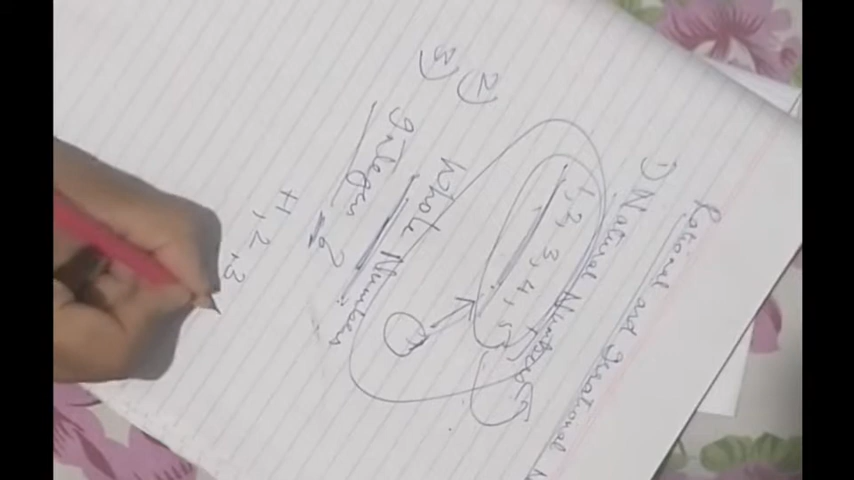 Rational and Irrational
1) Natural Numbers
1, 2, 3, 4, 5
2) Whole Numbers
3) Integers
+1, 2, 3